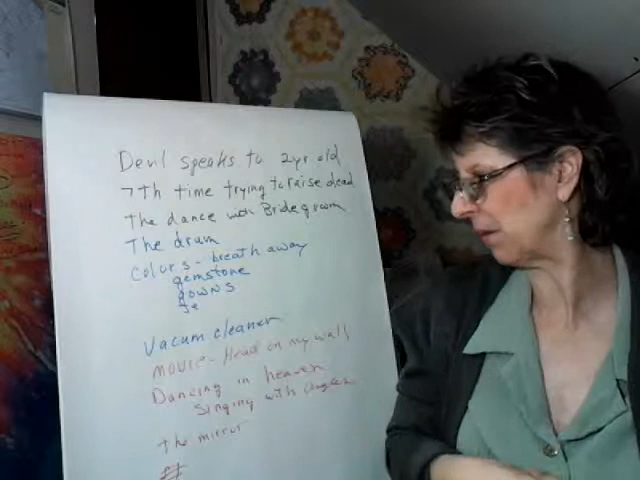 Devil speaks to 2yr old
7th time trying to raise dead
The dance with Bridegroom
The drum
Colors - breath away
gemstone
gowns
Je
Vacum cleaner
Movie - Head on my wall
Dancing in heaven
Singing with angels
The mirror